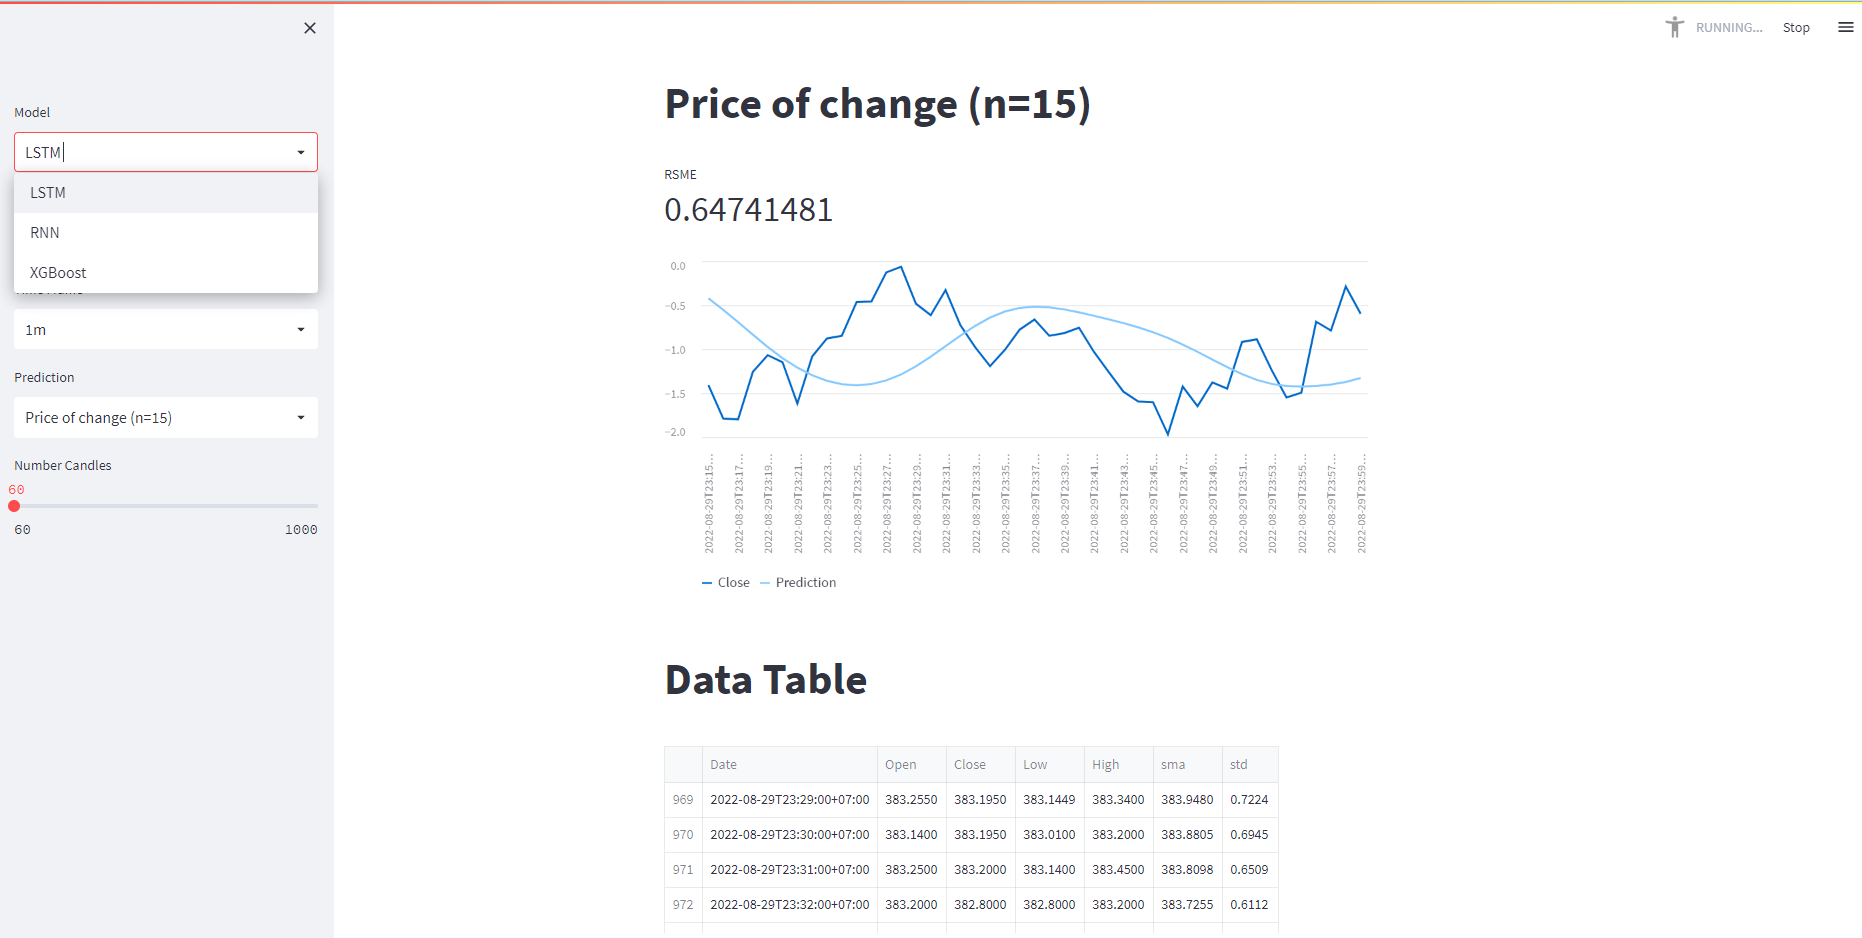 RUNNING...
Stop
Model
LSTM
LSTM
RNN
XGBoost
1m
Prediction
Price of change (n=15)
Number Candles
60
60 1000
Price of change (n=15)
RSME
0.64741481
0.0
−0.5
−1.0
−1.5
−2.0
2022-08-29T23:15...
2022-08-29T23:17...
2022-08-29T23:19...
2022-08-29T23:21...
2022-08-29T23:23...
2022-08-29T23:25...
2022-08-29T23:27...
2022-08-29T23:29...
2022-08-29T23:31...
2022-08-29T23:33...
2022-08-29T23:35...
2022-08-29T23:37...
2022-08-29T23:39...
2022-08-29T23:41...
2022-08-29T23:43...
2022-08-29T23:45...
2022-08-29T23:47...
2022-08-29T23:49...
2022-08-29T23:51...
2022-08-29T23:53...
2022-08-29T23:55...
2022-08-29T23:57...
2022-08-29T23:59...
Close Prediction
Data Table
Date Open Close Low High sma std
969 2022-08-29T23:29:00+07:00 383.2550 383.1950 383.1449 383.3400 383.9480 0.7224
970 2022-08-29T23:30:00+07:00 383.1400 383.1950 383.0100 383.2000 383.8805 0.6945
971 2022-08-29T23:31:00+07:00 383.2500 383.2000 383.1400 383.4500 383.8098 0.6509
972 2022-08-29T23:32:00+07:00 383.2000 382.8000 382.8000 383.2000 383.7255 0.6112